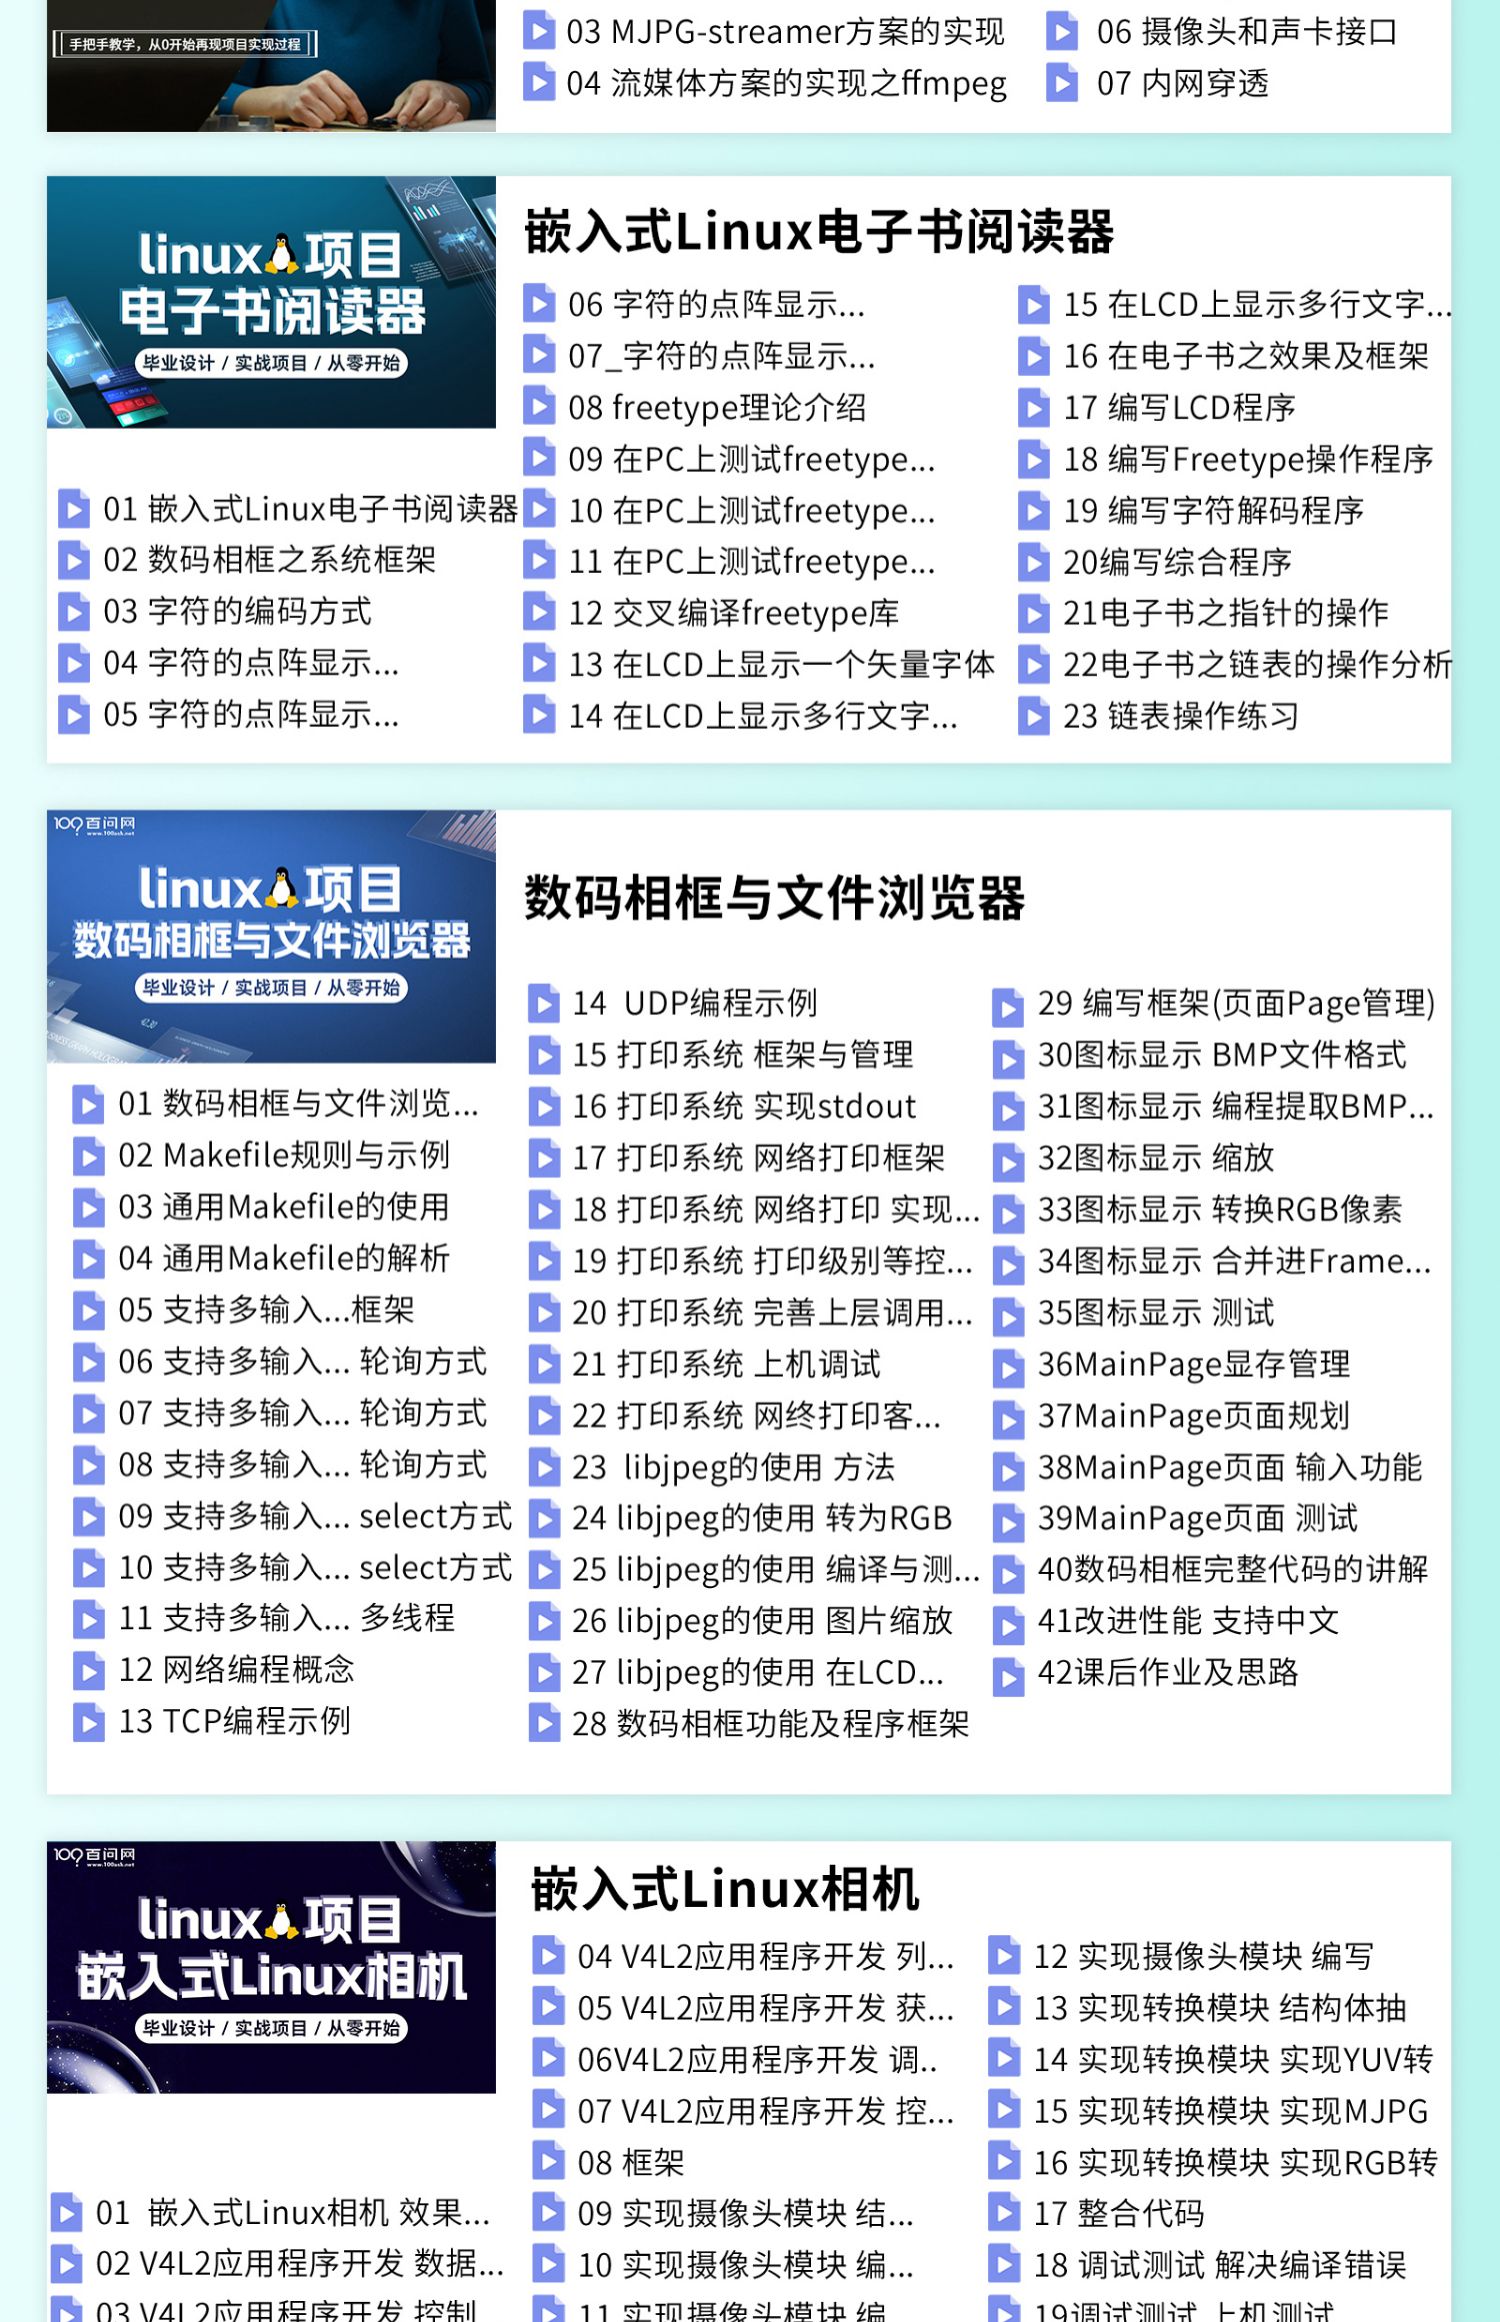 手把手教学，从0开始再现项目实现过程
03 MJPG-streamer方案的实现
04 流媒体方案的实现之ffmpeg
06 摄像头和声卡接口
07 内网穿透
linux项目
电子书阅读器
毕业设计 / 实战项目 / 从零开始
嵌入式Linux电子书阅读器
01 嵌入式Linux电子书阅读器
02 数码相框之系统框架
03 字符的编码方式
04 字符的点阵显示...
05 字符的点阵显示...
06 字符的点阵显示...
07_字符的点阵显示...
08 freetype理论介绍
09 在PC上测试freetype...
10 在PC上测试freetype...
11 在PC上测试freetype...
12 交叉编译freetype库
13 在LCD上显示一个矢量字体
14 在LCD上显示多行文字...
15 在LCD上显示多行文字...
16 在电子书之效果及框架
17 编写LCD程序
18 编写Freetype操作程序
19 编写字符解码程序
20编写综合程序
21电子书之指针的操作
22电子书之链表的操作分析
23 链表操作练习
百问网
www.100ask.net
linux项目
数码相框与文件浏览器
毕业设计 / 实战项目 / 从零开始
数码相框与文件浏览器
01 数码相框与文件浏览...
02 Makefile规则与示例
03 通用Makefile的使用
04 通用Makefile的解析
05 支持多输入...框架
06 支持多输入... 轮询方式
07 支持多输入... 轮询方式
08 支持多输入... 轮询方式
09 支持多输入... select方式
10 支持多输入... select方式
11 支持多输入... 多线程
12 网络编程概念
13 TCP编程示例
14 UDP编程示例
15 打印系统 框架与管理
16 打印系统 实现stdout
17 打印系统 网络打印框架
18 打印系统 网络打印 实现...
19 打印系统 打印级别等控...
20 打印系统 完善上层调用...
21 打印系统 上机调试
22 打印系统 网终打印客...
23 libjpeg的使用 方法
24 libjpeg的使用 转为RGB
25 libjpeg的使用 编译与测...
26 libjpeg的使用 图片缩放
27 libjpeg的使用 在LCD...
28 数码相框功能及程序框架
29 编写框架(页面Page管理)
30图标显示 BMP文件格式
31图标显示 编程提取BMP...
32图标显示 缩放
33图标显示 转换RGB像素
34图标显示 合并进Frame...
35图标显示 测试
36MainPage显存管理
37MainPage页面规划
38MainPage页面 输入功能
39MainPage页面 测试
40数码相框完整代码的讲解
41改进性能 支持中文
42课后作业及思路
百问网
www.100ask.net
linux项目
嵌入式Linux相机
毕业设计 / 实战项目 / 从零开始
嵌入式Linux相机
01 嵌入式Linux相机 效果...
02 V4L2应用程序开发 数据...
03 V4L2应用程序开发 控制
04 V4L2应用程序开发 列...
05 V4L2应用程序开发 获...
06V4L2应用程序开发 调..
07 V4L2应用程序开发 控...
08 框架
09 实现摄像头模块 结...
10 实现摄像头模块 编...
11 实现摄像头模块 编
12 实现摄像头模块 编写
13 实现转换模块 结构体抽
14 实现转换模块 实现YUV转
15 实现转换模块 实现MJPG
16 实现转换模块 实现RGB转
17 整合代码
18 调试测试 解决编译错误
19调试测试 上机测试